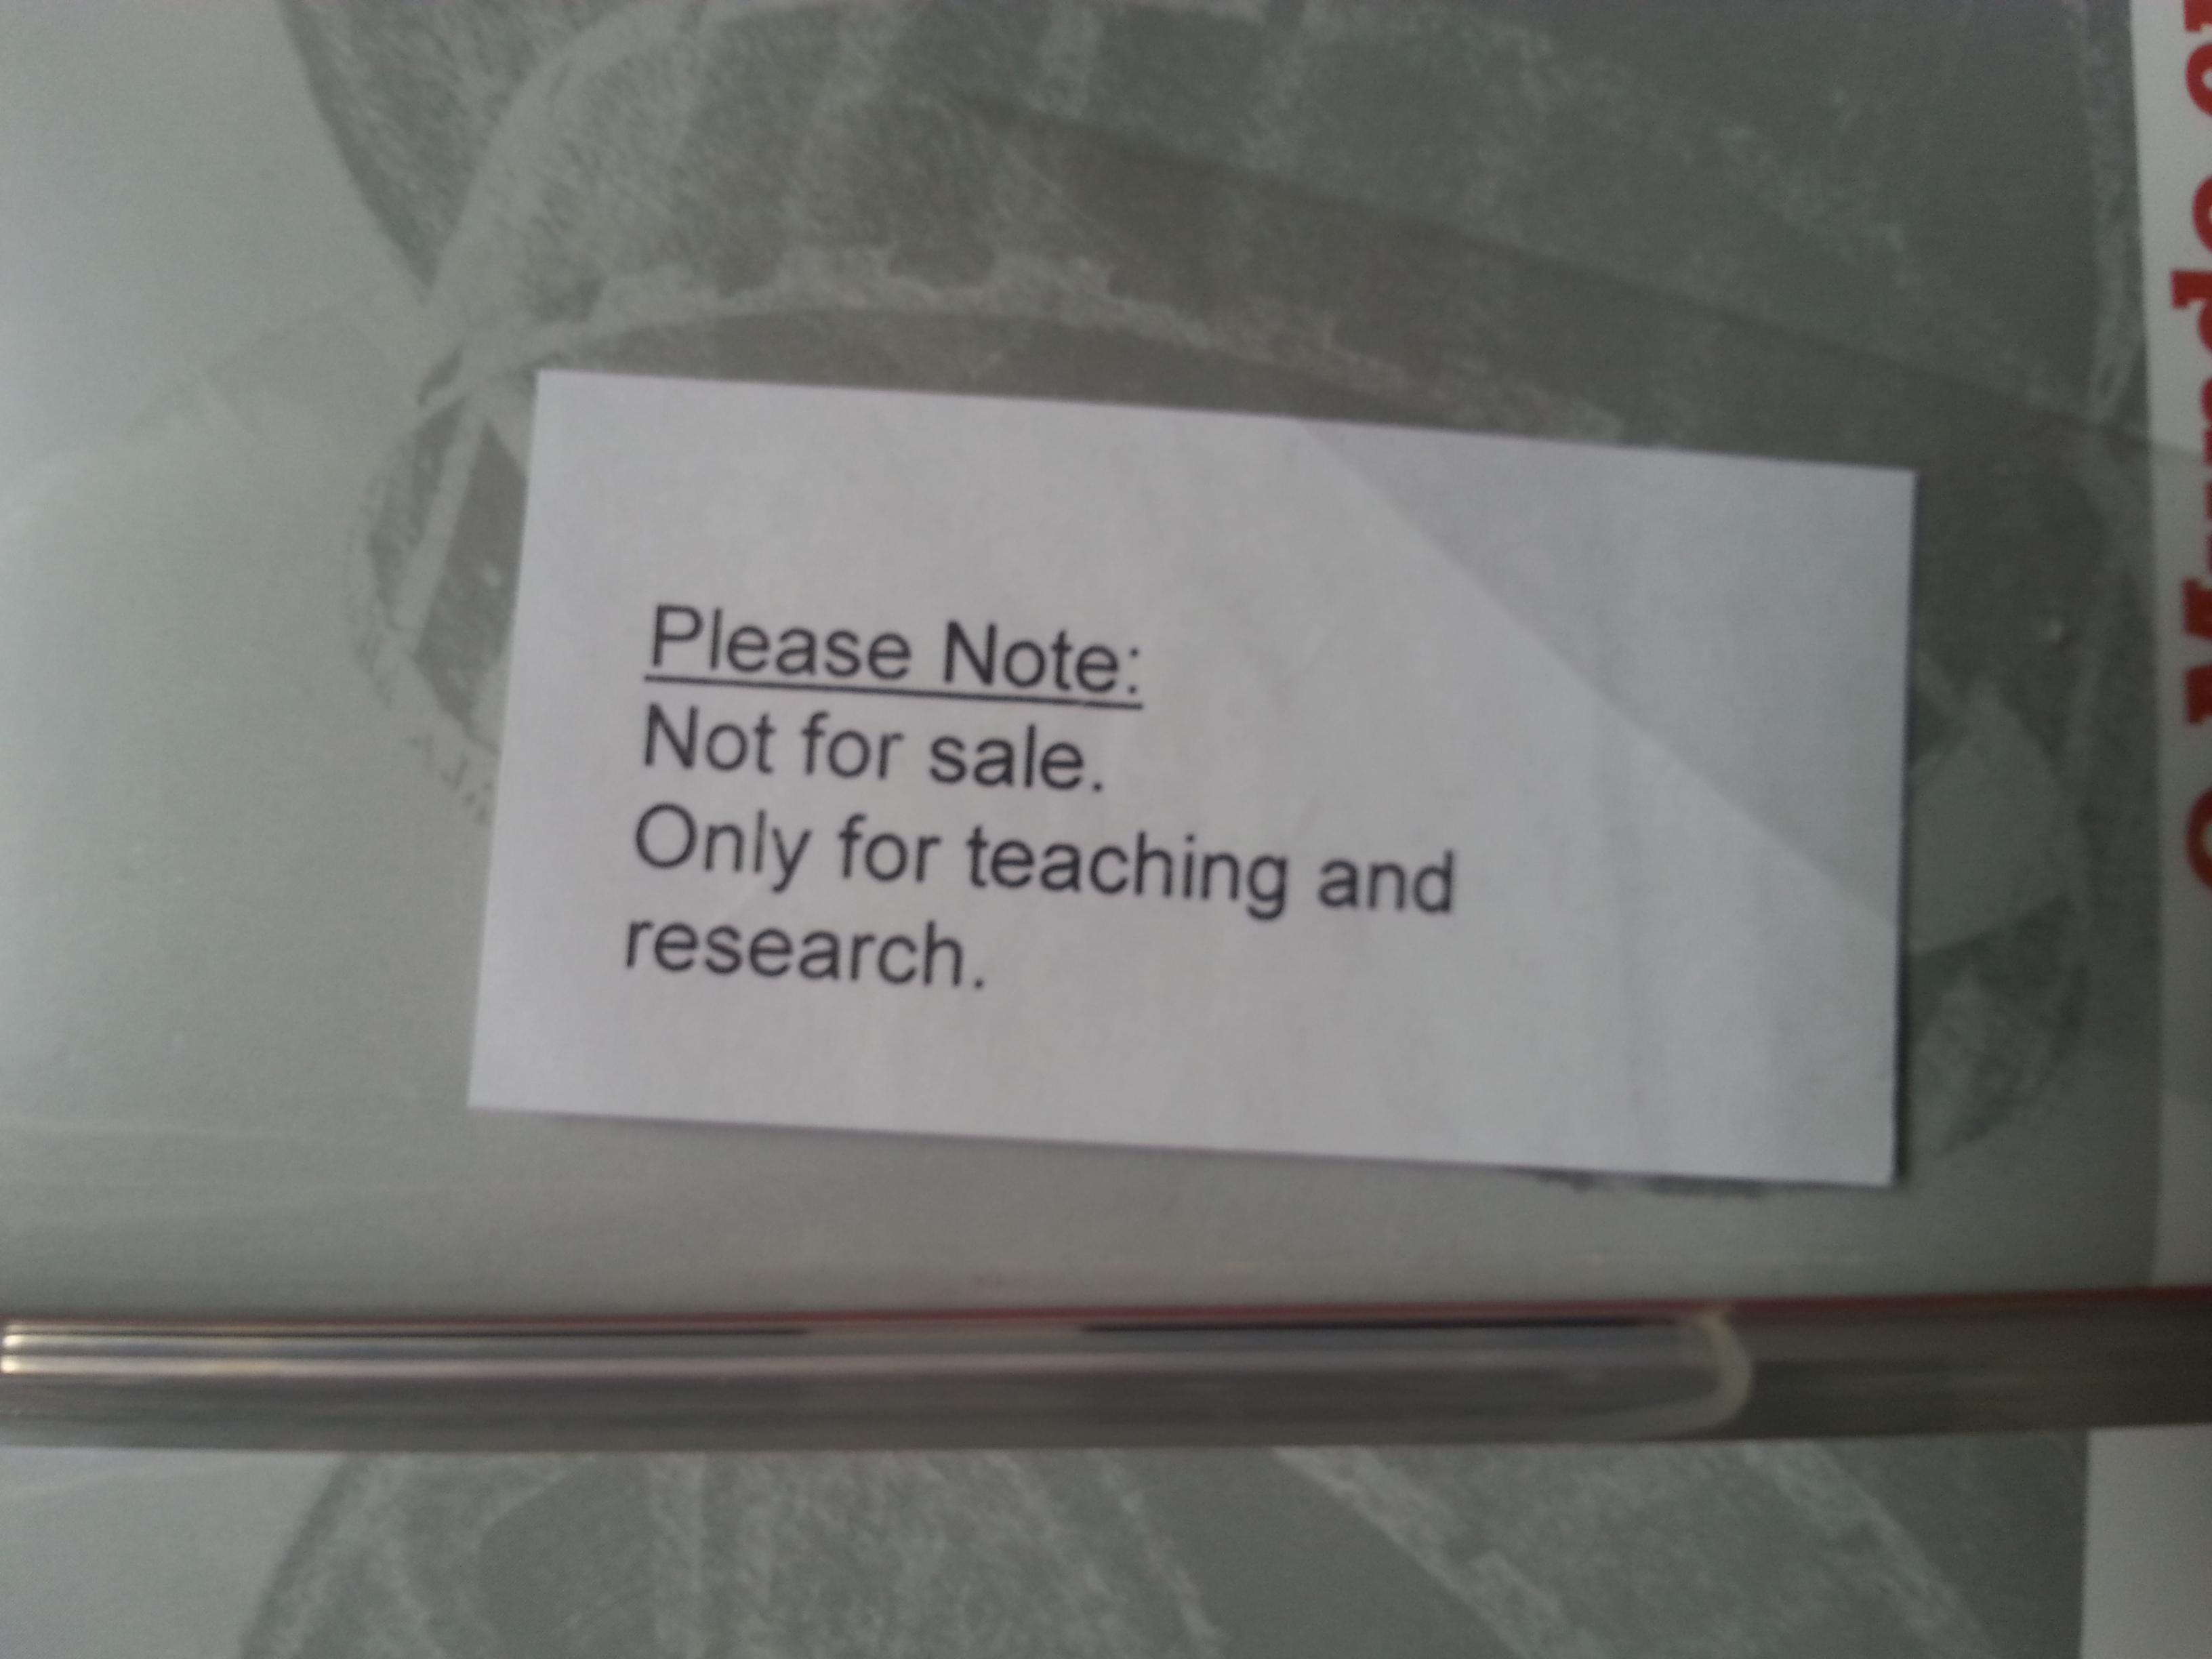 Please Note:
Not for sale.
Only for teaching and
research.